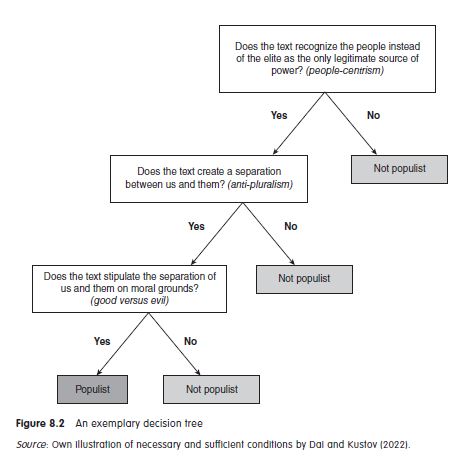 Does the text recognize the people instead
of the elite as the only legitimate source of
power? (people-centrism)
Yes
No
Does the text create a separation
between us and them? (anti-pluralism)
Not populist
Yes
No
Does the text stipulate the separation of
us and them on moral grounds?
(good versus evil)
Not populist
Yes
No
Populist
Not populist
Figure 8.2 An exemplary decision tree
Source: Own illustration of necessary and sufficient conditions by Dai and Kustov (2022).